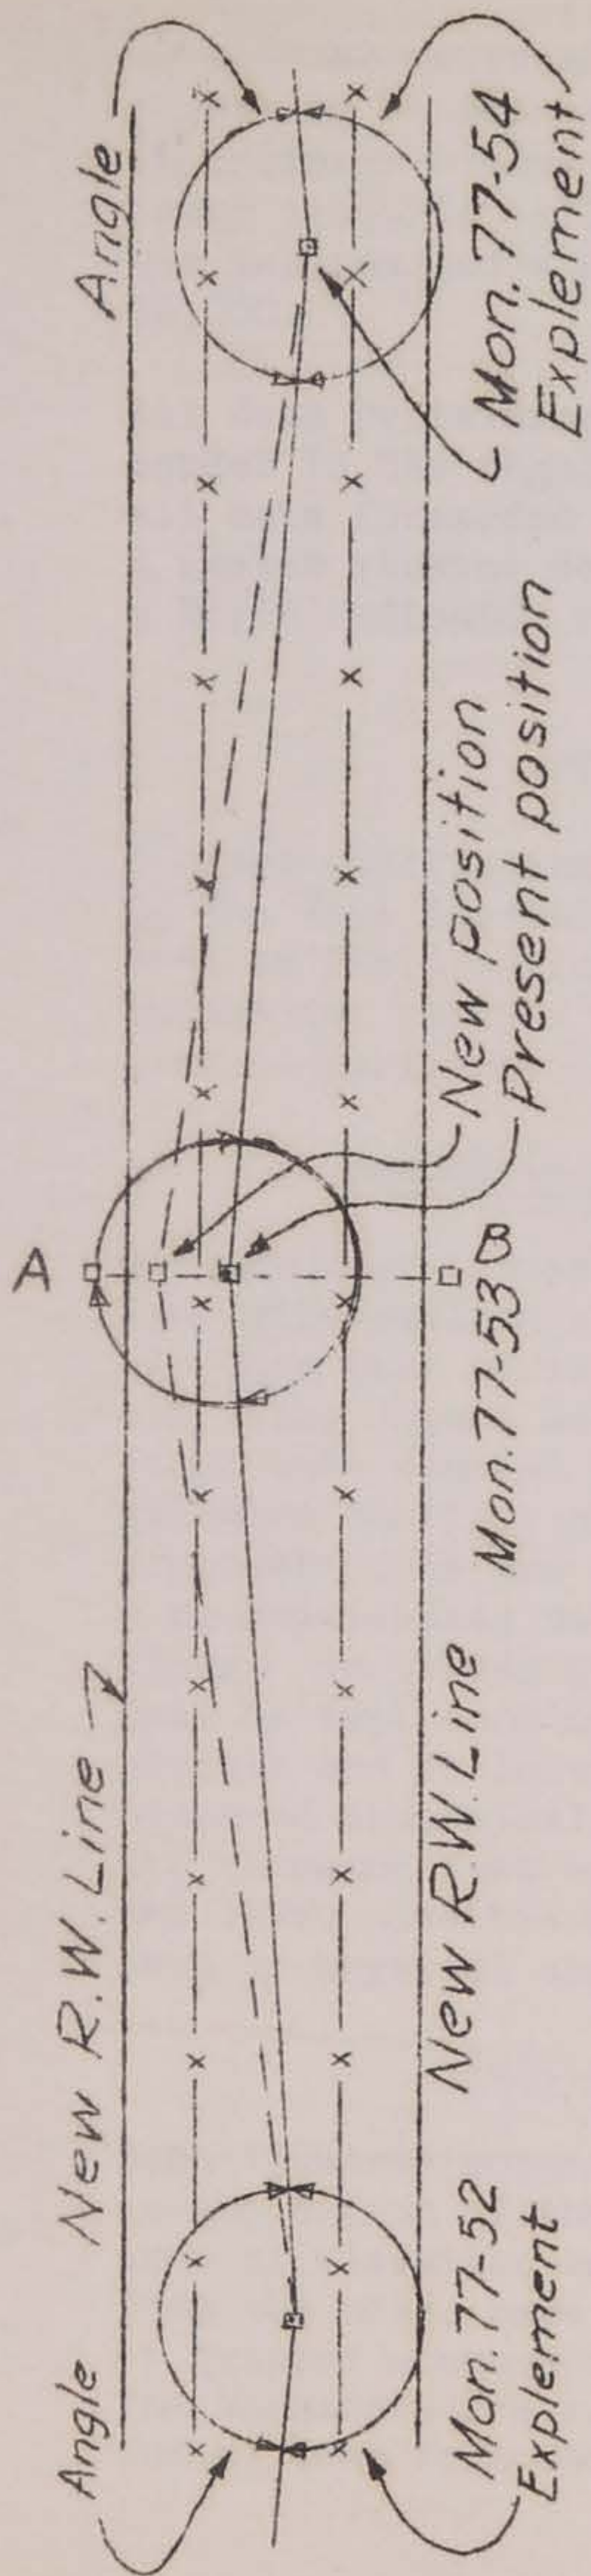 Angle
New R.W. Line
Angle
A
Mon. 77-52
Explement
New R.W. Line
Mon. 77-53
B
New position
Present position
Mon. 77-54
Explement